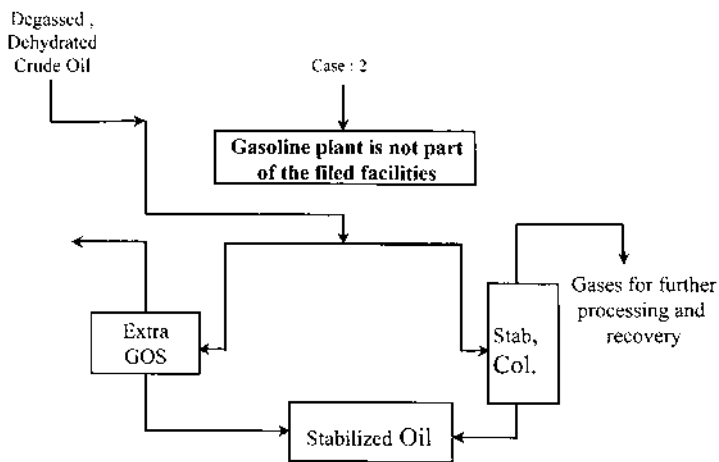 Degassed ,
Dehydrated
Crude Oil
Case : 2
Gasoline plant is not part
of the filed facilities
Gases for further
processing and
recovery
Extra
GOS
Stab,
Col.
Stabilized Oil